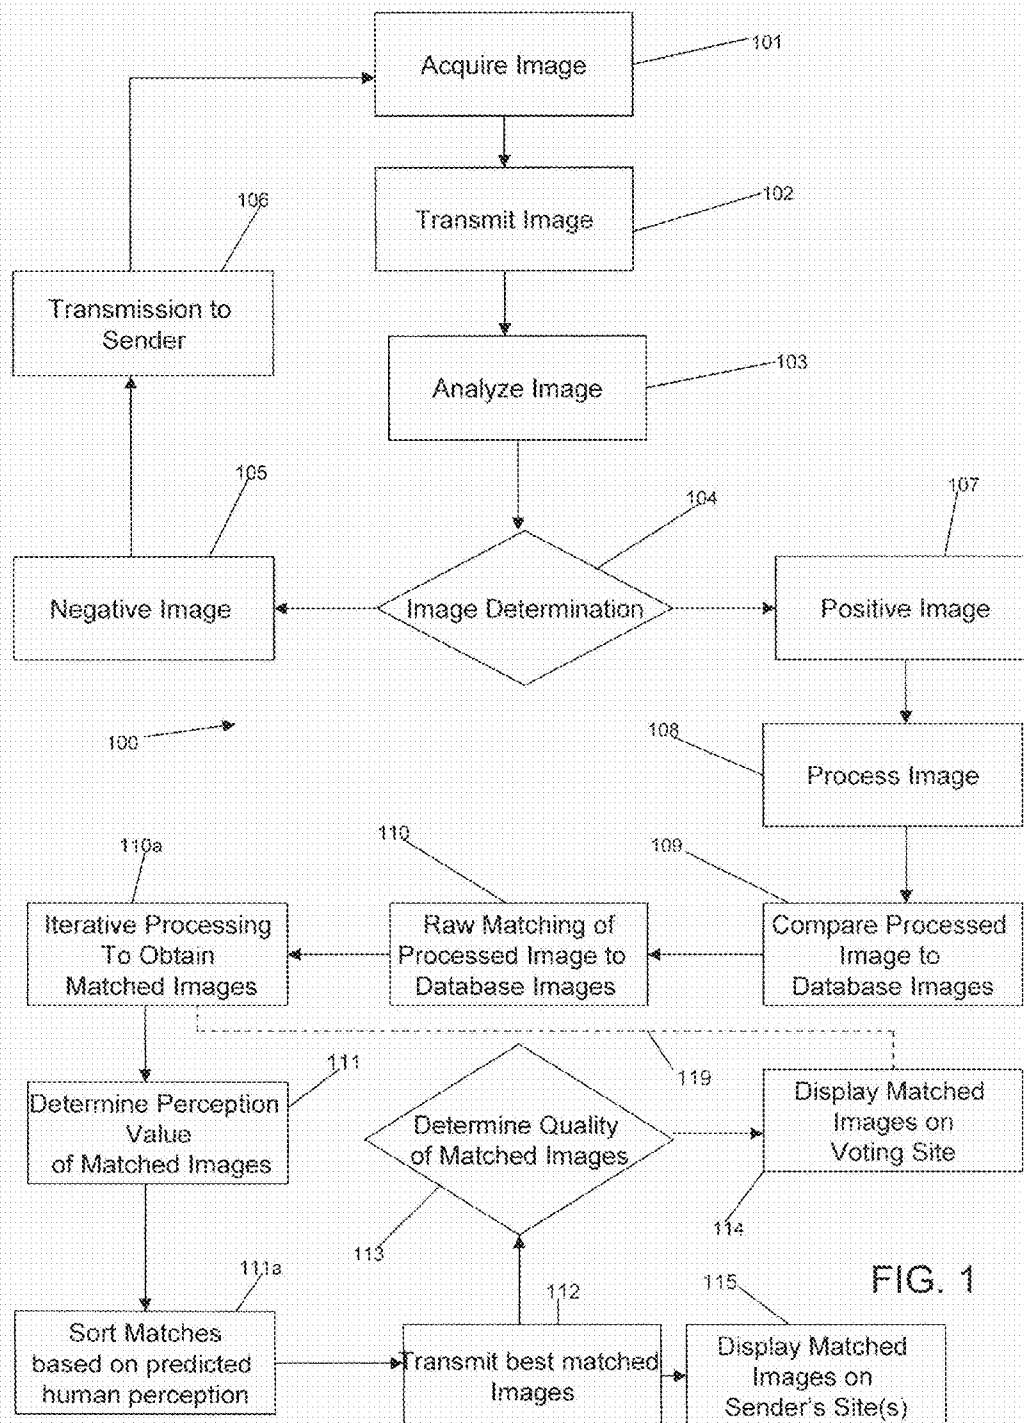 Acquire Image
101
Transmit Image
102
106
Transmission to
Sender
Analyze Image
103
105
104
107
Negative Image
Image Determination
Positive Image
100
108
Process Image
110a
110
109
Iterative Processing
To Obtain
Matched Images
Raw Matching of
Processed Image to
Database Images
Compare Processed
Image to
Database Images
111
119
Determine Perception
Value
of Matched Images
Determine Quality
of Matched Images
Display Matched
Images on
Voting Site
113
114
111a
112
115
FIG. 1
Sort Matches
based on predicted
human perception
Transmit best matched
Images
Display Matched
Images on
Sender's Site(s)